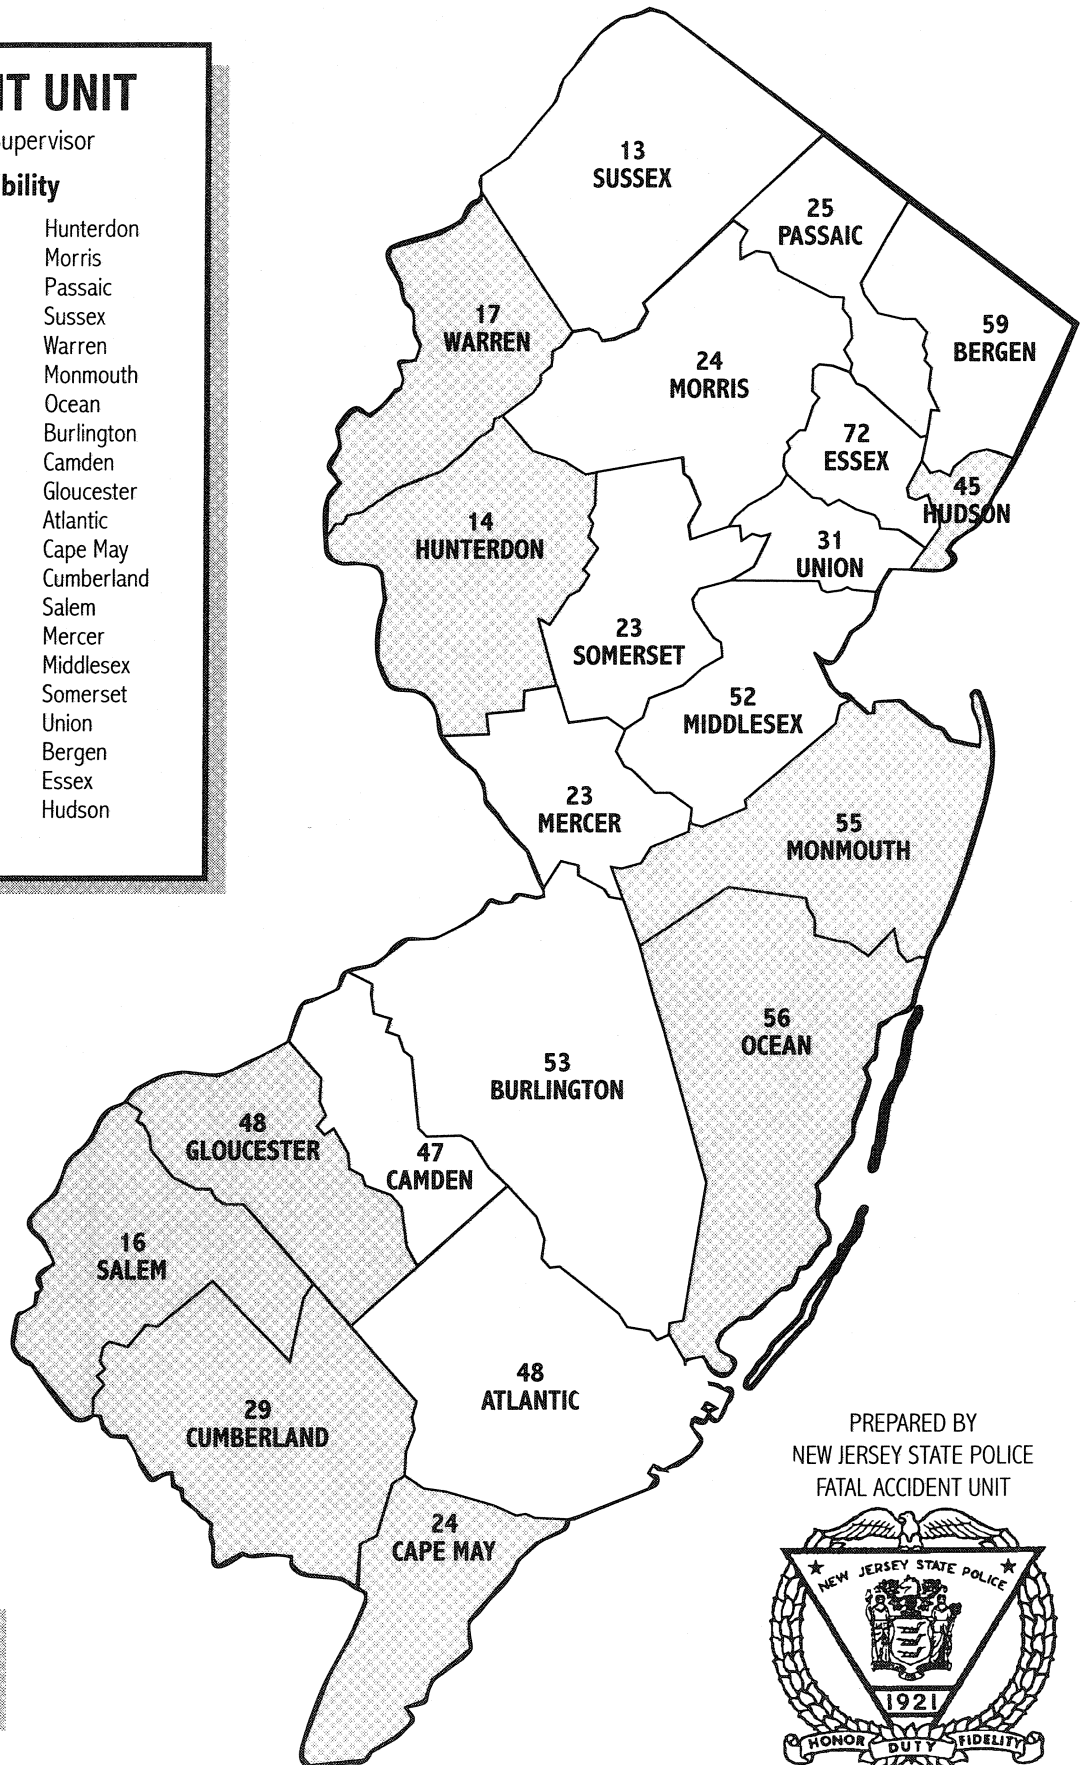 IT UNIT
upervisor
bility
Hunterdon
Morris
Passaic
Sussex
Warren
Monmouth
Ocean
Burlington
Camden
Gloucester
Atlantic
Cape May
Cumberland
Salem
Mercer
Middlesex
Somerset
Union
Bergen
Essex
Hudson
13
SUSSEX
25
PASSAIC
17
WARREN
59
BERGEN
24
MORRIS
72
ESSEX
45
HUDSON
14
HUNTERDON
31
UNION
23
SOMERSET
52
MIDDLESEX
23
MERCER
55
MONMOUTH
56
OCEAN
53
BURLINGTON
48
GLOUCESTER
47
CAMDEN
16
SALEM
48
ATLANTIC
29
CUMBERLAND
24
CAPE MAY
PREPARED BY
NEW JERSEY STATE POLICE
FATAL ACCIDENT UNIT
NEW JERSEY STATE POLICE
1921
HONOR DUTY FIDELITY